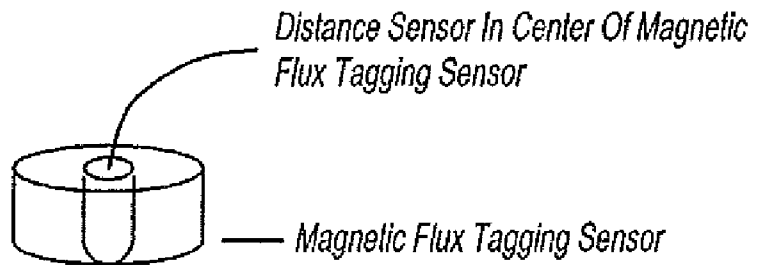 Distance Sensor In Center Of Magnetic
Flux Tagging Sensor
Magnetic Flux Tagging Sensor